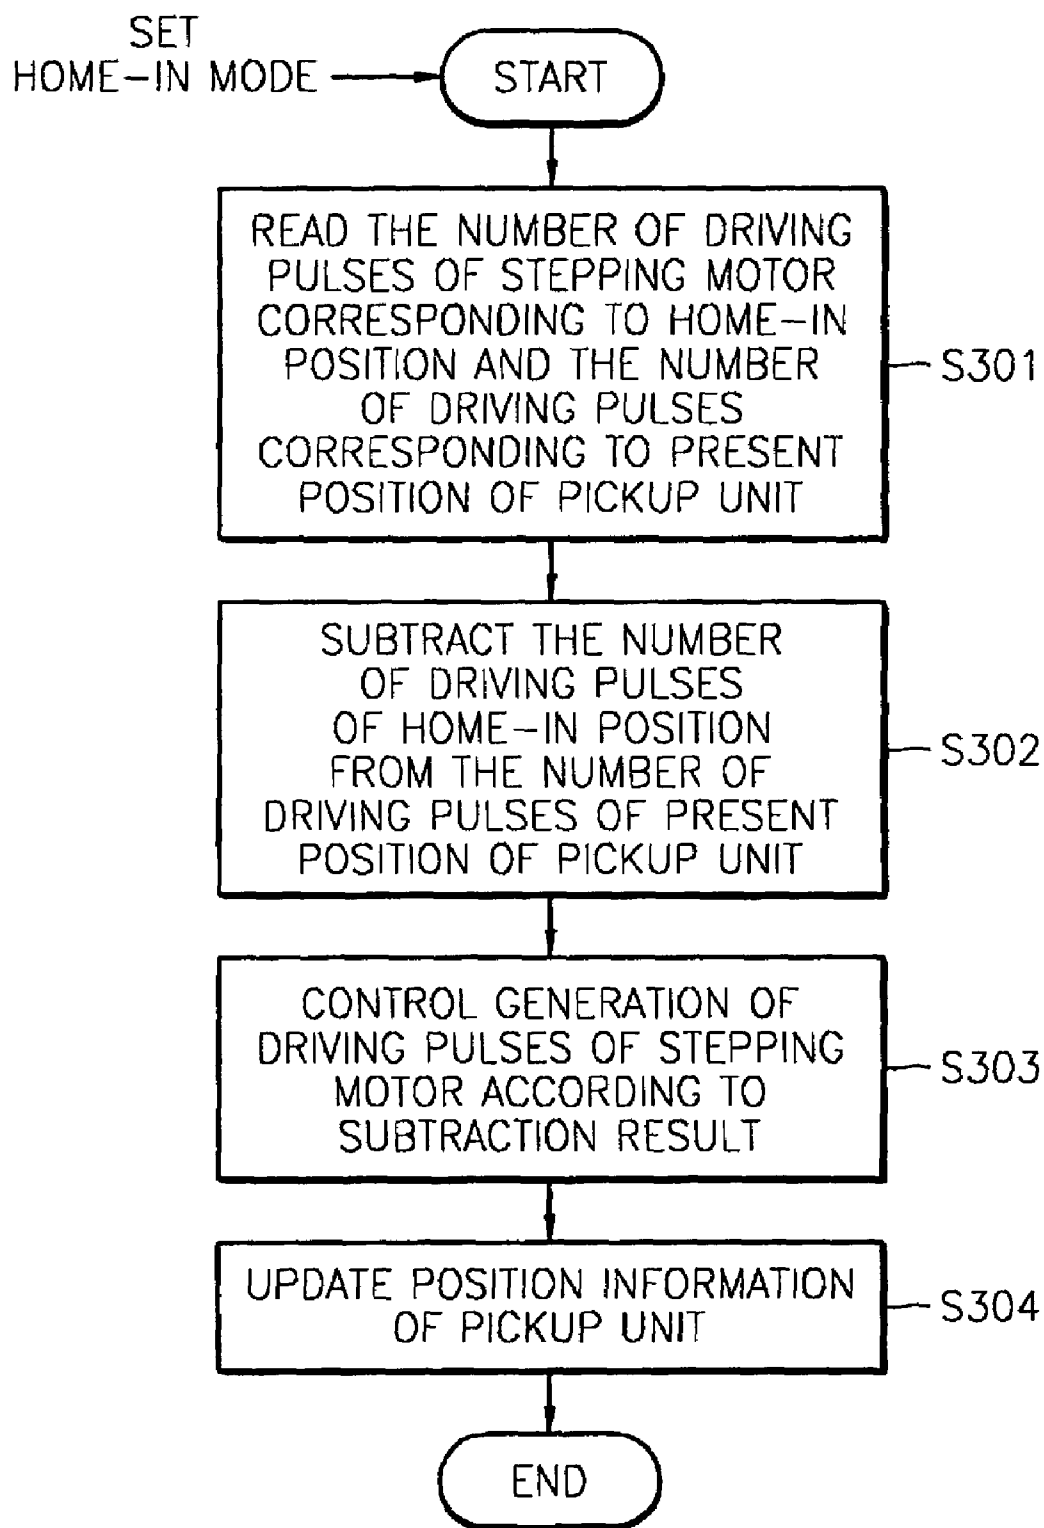 SET
HOME-IN MODE
START
READ THE NUMBER OF DRIVING
PULSES OF STEPPING MOTOR
CORRESPONDING TO HOME-IN
POSITION AND THE NUMBER
OF DRIVING PULSES
CORRESPONDING TO PRESENT
POSITION OF PICKUP UNIT
S301
SUBTRACT THE NUMBER
OF DRIVING PULSES
OF HOME-IN POSITION
FROM THE NUMBER OF
DRIVING PULSES OF PRESENT
POSITION OF PICKUP UNIT
S302
CONTROL GENERATION OF
DRIVING PULSES OF STEPPING
MOTOR ACCORDING TO
SUBTRACTION RESULT
S303
UPDATE POSITION INFORMATION
OF PICKUP UNIT
S304
END